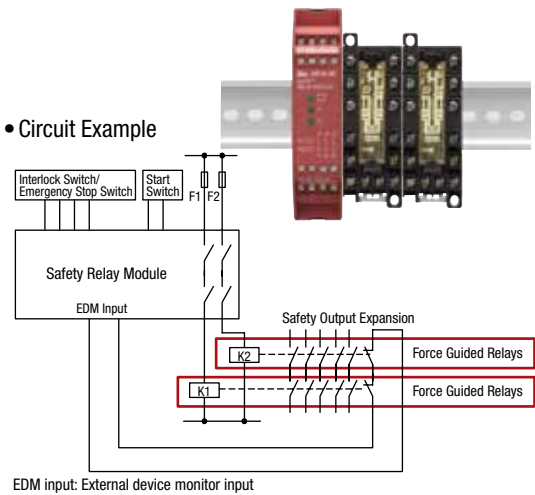 • Circuit Example
Interlock Switch/
Emergency Stop Switch
Start
Switch
F1
F2
Safety Relay Module
EDM Input
Safety Output Expansion
K2
Force Guided Relays
K1
Force Guided Relays
EDM input: External device monitor input